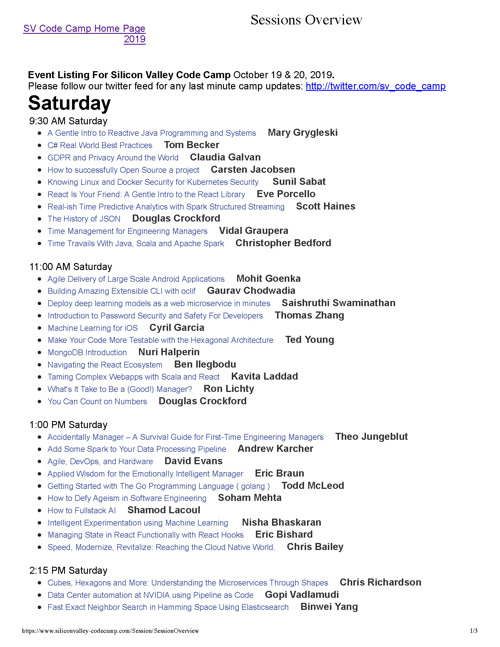 Sessions Overview
SV Code Camp Home Page
2019
Event Listing For Silicon Valley Code Camp October 19 & 20, 2019.
Please follow our twitter feed for any last minute camp updates: http://twitter.com/sv_code_camp
Saturday
9:30 AM Saturday
• A Gentle Intro to Reactive Java Programming and Systems Mary Grygleski
• C# Real World Best Practices Tom Becker
• GDPR and Privacy Around the World Claudia Galvan
• How to successfully Open Source a project Carsten Jacobsen
• Knowing Linux and Docker Security for Kubernetes Security Sunil Sabat
• React Is Your Friend: A Gentle Intro to the React Library Eve Porcello
• Real-ish Time Predictive Analytics with Spark Structured Streaming Scott Haines
• The History of JSON Douglas Crockford
• Time Management for Engineering Managers Vidal Graupera
• Time Travails With Java, Scala and Apache Spark Christopher Bedford
11:00 AM Saturday
• Agile Delivery of Large Scale Android Applications Mohit Goenka
• Building Amazing Extensible CLI with oclif Gaurav Chodwadia
• Deploy deep learning models as a web microservice in minutes Saishruthi Swaminathan
• Introduction to Password Security and Safety For Developers Thomas Zhang
• Machine Learning for iOS Cyril Garcia
• Make Your Code More Testable with the Hexagonal Architecture Ted Young
• MongoDB Introduction Nuri Halperin
• Navigating the React Ecosystem Ben Ilegbodu
• Taming Complex Webapps with Scala and React Kavita Laddad
• What's It Take to Be a (Good!) Manager? Ron Lichty
• You Can Count on Numbers Douglas Crockford
1:00 PM Saturday
• Accidentally Manager – A Survival Guide for First-Time Engineering Managers Theo Jungeblut
• Add Some Spark to Your Data Processing Pipeline Andrew Karcher
• Agile, DevOps, and Hardware David Evans
• Applied Wisdom for the Emotionally Intelligent Manager Eric Braun
• Getting Started with The Go Programming Language ( golang ) Todd McLeod
• How to Defy Ageism in Software Engineering Soham Mehta
• How to Fullstack AI Shamod Lacoul
• Intelligent Experimentation using Machine Learning Nisha Bhaskaran
• Managing State in React Functionally with React Hooks Eric Bishard
• Speed, Modernize, Revitalize: Reaching the Cloud Native World. Chris Bailey
2:15 PM Saturday
• Cubes, Hexagons and More: Understanding the Microservices Through Shapes Chris Richardson
• Data Center automation at NVIDIA using Pipeline as Code Gopi Vadlamudi
• Fast Exact Neighbor Search in Hamming Space Using Elasticsearch Binwei Yang
https://www.siliconvalley-codecamp.com/Session/SessionOverview 1/3